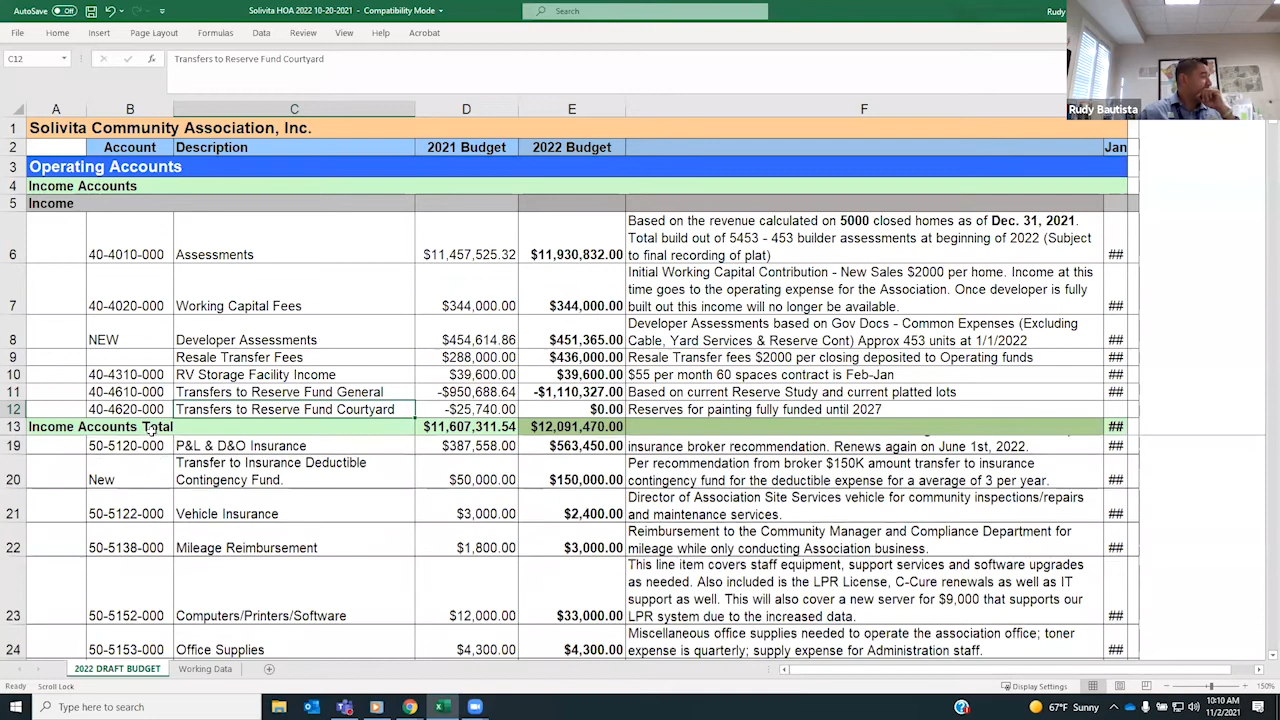 AutoSave Off Solivita HOA 2022 10-20-2021 - Compatibility Mode Search Rudy
File Home Insert Page Layout Formulas Data Review View Help Acrobat
C12 fx Transfers to Reserve Fund Courtyard
Rudy Bautista
A B C D E F
1 Solivita Community Association, Inc.
2 Account Description 2021 Budget 2022 Budget Jan
3 Operating Accounts
4 Income Accounts
5 Income
Based on the revenue calculated on 5000 closed homes as of Dec. 31, 2021.
Total build out of 5453 - 453 builder assessments at beginning of 2022 (Subject
6 40-4010-000 Assessments $11,457,525.32 $11,930,832.00 to final recording of plat) ##
Initial Working Capital Contribution - New Sales $2000 per home. Income at this
time goes to the operating expense for the Association. Once developer is fully
7 40-4020-000 Working Capital Fees $344,000.00 $344,000.00 built out this income will no longer be available. ##
Developer Assessments based on Gov Docs - Common Expenses (Excluding
8 NEW Developer Assessments $454,614.86 $451,365.00 Cable, Yard Services & Reserve Cont) Approx 453 units at 1/1/2022 ##
9 Resale Transfer Fees $288,000.00 $436,000.00 Resale Transfer fees $2000 per closing deposited to Operating funds ##
10 40-4310-000 RV Storage Facility Income $39,600.00 $39,600.00 $55 per month 60 spaces contract is Feb-Jan ##
11 40-4610-000 Transfers to Reserve Fund General -$950,688.64 -$1,110,327.00 Based on current Reserve Study and current platted lots ##
12 40-4620-000 Transfers to Reserve Fund Courtyard -$25,740.00 $0.00 Reserves for painting fully funded until 2027
13 Income Accounts Total $11,607,311.54 $12,091,470.00 ##
19 50-5120-000 P&L & D&O Insurance $387,558.00 $563,450.00 insurance broker recommendation. Renews again on June 1st, 2022. ##
Transfer to Insurance Deductible Per recommendation from broker $150K amount transfer to insurance
20 New Contingency Fund. $50,000.00 $150,000.00 contingency fund for the deductible expense for a average of 3 per year. ##
Director of Association Site Services vehicle for community inspections/repairs
21 50-5122-000 Vehicle Insurance $3,000.00 $2,400.00 and maintenance services. ##
Reimbursement to the Community Manager and Compliance Department for
22 50-5138-000 Mileage Reimbursement $1,800.00 $3,000.00 mileage while only conducting Association business. ##
This line item covers staff equipment, support services and software upgrades
as needed. Also included is the LPR License, C-Cure renewals as well as IT
support as well. This will also cover a new server for $9,000 that supports our
23 50-5152-000 Computers/Printers/Software $12,000.00 $33,000.00 LPR system due to the increased data. ##
Miscellaneous office supplies needed to operate the association office; toner
24 50-5153-000 Office Supplies $4,300.00 $4,300.00 expense is quarterly; supply expense for Administration staff. ##
2022 DRAFT BUDGET Working Data
Ready Scroll Lock Display Settings 150%
Type here to search 67°F Sunny 10:10 AM
11/2/2021